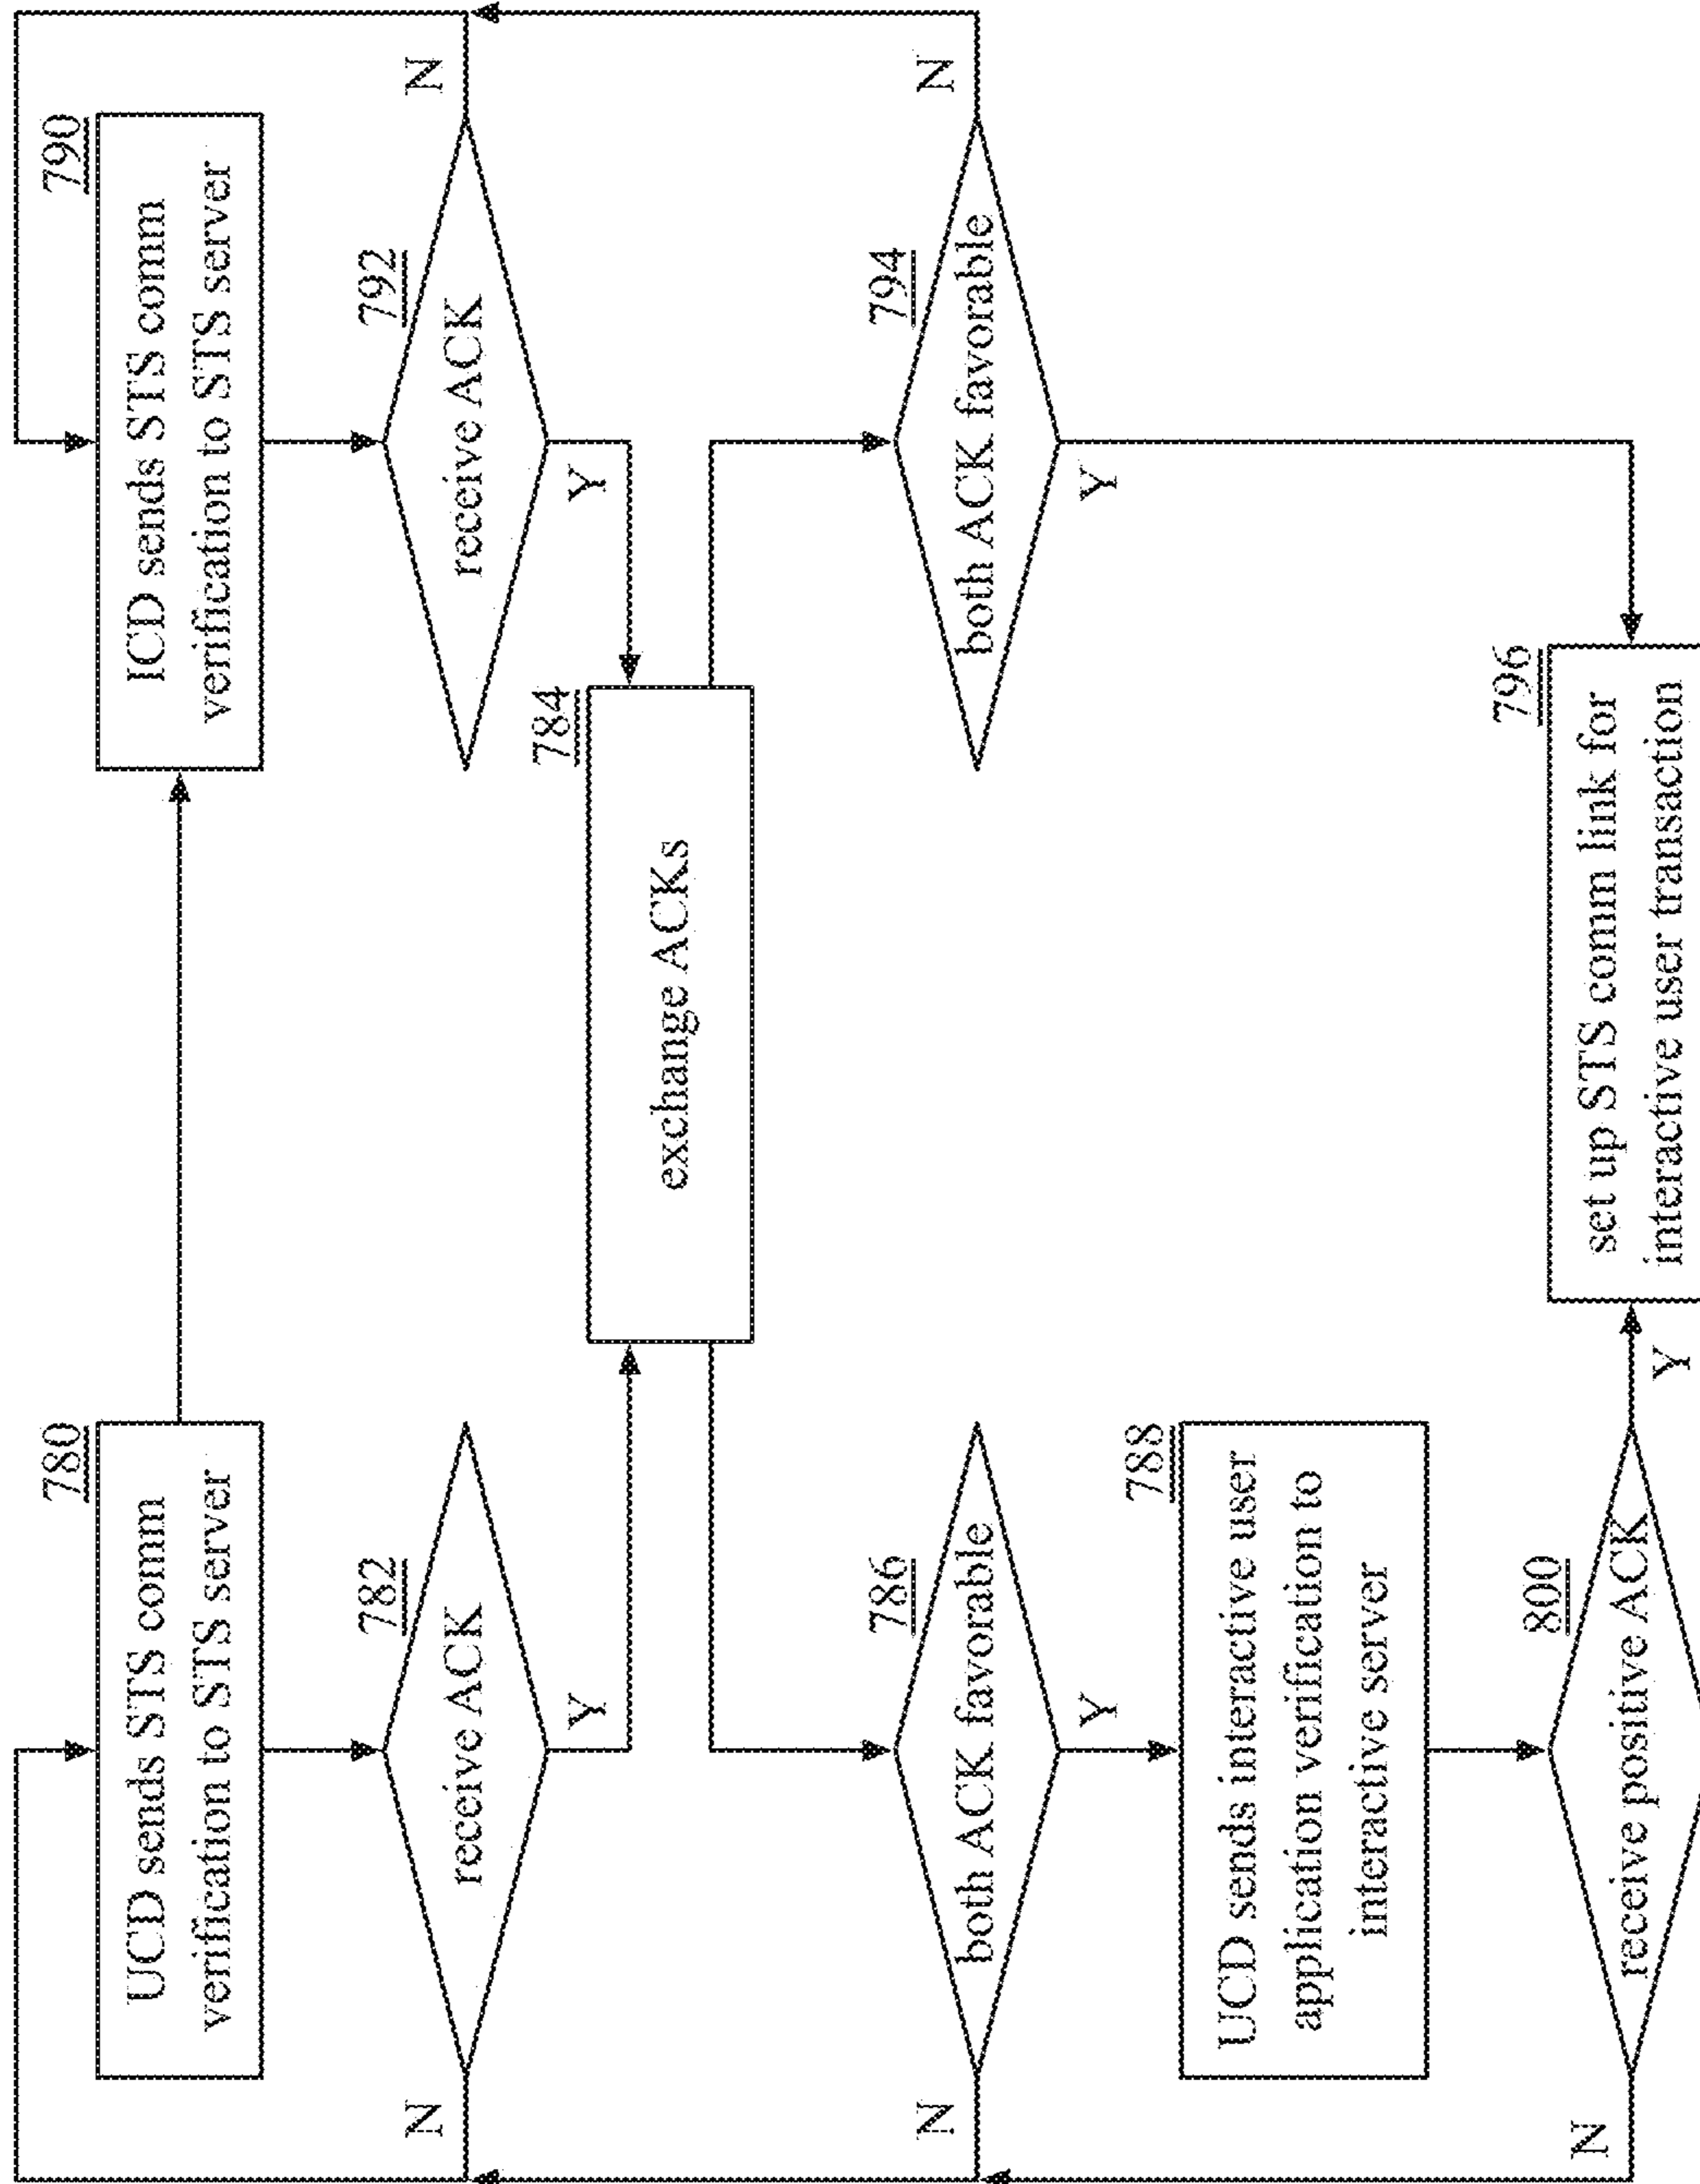 780
UCD sends STS comm
verification to STS server
790
ICD sends STS comm
verification to STS server
782
receive ACK
N
Y
792
receive ACK
N
Y
784
exchange ACKs
786
both ACK favorable
N
Y
794
both ACK favorable
N
Y
788
UCD sends interactive user
application verification to
interactive server
800
receive positive ACK
N
Y
796
set up STS comm link for
interactive user transaction